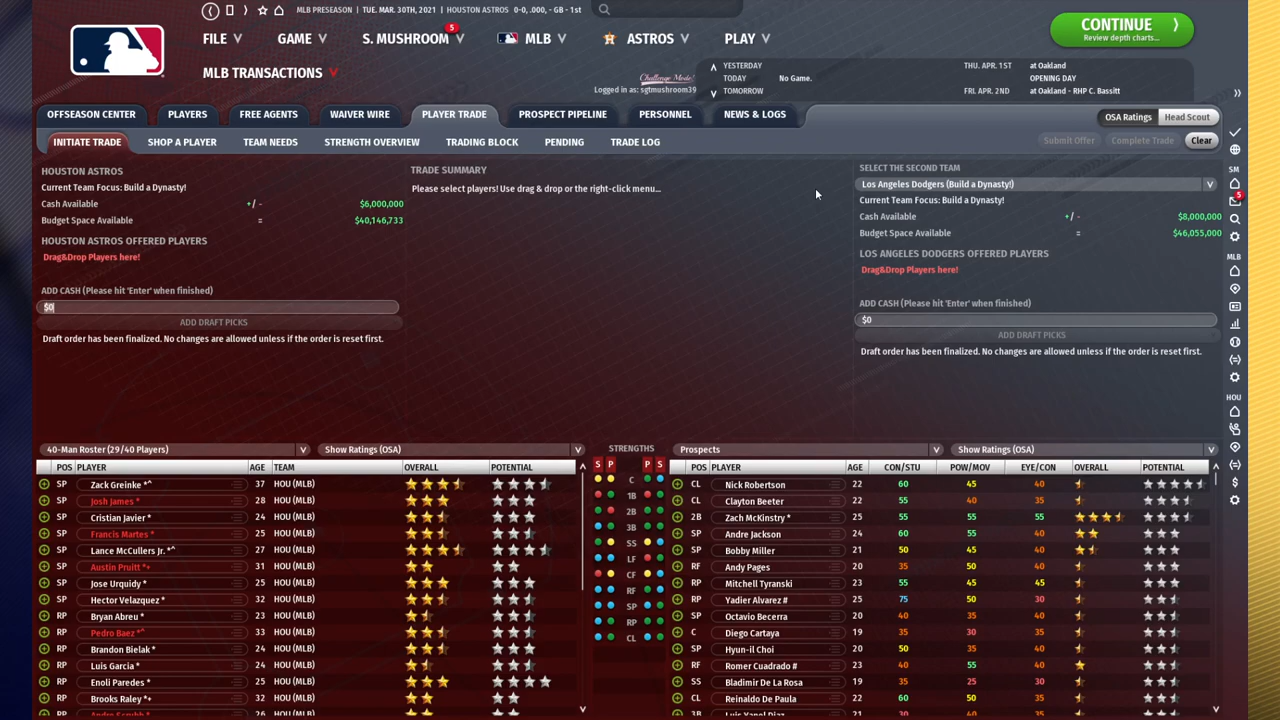 MLB PRESEASON | TUE. MAR. 30TH, 2021 | HOUSTON ASTROS 0-0, .000, - GB - 1st
FILE GAME S. MUSHROOM 5 MLB ASTROS PLAY
MLB TRANSACTIONS
Challenge Mode!
Logged in as: sgtmushroom39
YESTERDAY
TODAY No Game.
TOMORROW
THU. APR. 1ST at Oakland
OPENING DAY
FRI. APR. 2ND at Oakland - RHP C. Bassitt
CONTINUE
Review depth charts...
OFFSEASON CENTER PLAYERS FREE AGENTS WAIVER WIRE PLAYER TRADE PROSPECT PIPELINE PERSONNEL NEWS & LOGS
OSA Ratings Head Scout
INITIATE TRADE SHOP A PLAYER TEAM NEEDS STRENGTH OVERVIEW TRADING BLOCK PENDING TRADE LOG
Submit Offer Complete Trade Clear
HOUSTON ASTROS
Current Team Focus: Build a Dynasty!
Cash Available +/- $6,000,000
Budget Space Available = $40,146,733
HOUSTON ASTROS OFFERED PLAYERS
Drag&Drop Players here!
ADD CASH (Please hit 'Enter' when finished)
$0
ADD DRAFT PICKS
Draft order has been finalized. No changes are allowed unless if the order is reset first.
TRADE SUMMARY
Please select players! Use drag & drop or the right-click menu...
SELECT THE SECOND TEAM
Los Angeles Dodgers (Build a Dynasty!)
Current Team Focus: Build a Dynasty!
Cash Available +/- $8,000,000
Budget Space Available = $46,055,000
LOS ANGELES DODGERS OFFERED PLAYERS
Drag&Drop Players here!
ADD CASH (Please hit 'Enter' when finished)
$0
ADD DRAFT PICKS
Draft order has been finalized. No changes are allowed unless if the order is reset first.
SM
5
MLB
HOU
40-Man Roster (29/40 Players) Show Ratings (OSA)
POS PLAYER AGE TEAM OVERALL POTENTIAL
SP Zack Greinke *^ 37 HOU (MLB)
SP Josh James * 28 HOU (MLB)
SP Cristian Javier * 24 HOU (MLB)
SP Francis Martes * 25 HOU (MLB)
SP Lance McCullers Jr. *^ 27 HOU (MLB)
SP Austin Pruitt *+ 31 HOU (MLB)
SP Jose Urquidy * 25 HOU (MLB)
SP Hector Velazquez * 32 HOU (MLB)
RP Bryan Abreu * 23 HOU (MLB)
RP Pedro Baez *^ 33 HOU (MLB)
RP Brandon Bielak * 24 HOU (MLB)
RP Luis Garcia * 24 HOU (MLB)
RP Enoli Paredes * 25 HOU (MLB)
RP Brooks Raley *+ 32 HOU (MLB)
RP Andre Scrubb * 26 HOU (MLB)
STRENGTHS
S P P S
C
1B
2B
3B
SS
LF
CF
RF
SP
RP
CL
Prospects Show Ratings (OSA)
POS PLAYER AGE CON/STU POW/MOV EYE/CON OVERALL POTENTIAL
CL Nick Robertson 22 60 45 40
CL Clayton Beeter 22 55 40 35
2B Zach McKinstry * 25 55 55 55
SP Andre Jackson 24 60 55 40
SP Bobby Miller 21 50 45 40
RF Andy Pages 20 35 50 40
RP Mitchell Tyranski 23 55 45 45
RP Yadier Alvarez # 25 75 50 30
SP Octavio Becerra 20 40 35 40
C Diego Cartaya 19 35 30 35
SP Hyun-il Choi 20 50 35 40
RF Romer Cuadrado # 23 40 55 40
SS Bladimir De La Rosa 19 35 25 30
CL Reinaldo De Paula 22 60 50 35
3B Luis Yanel Diaz 21 30 40 40